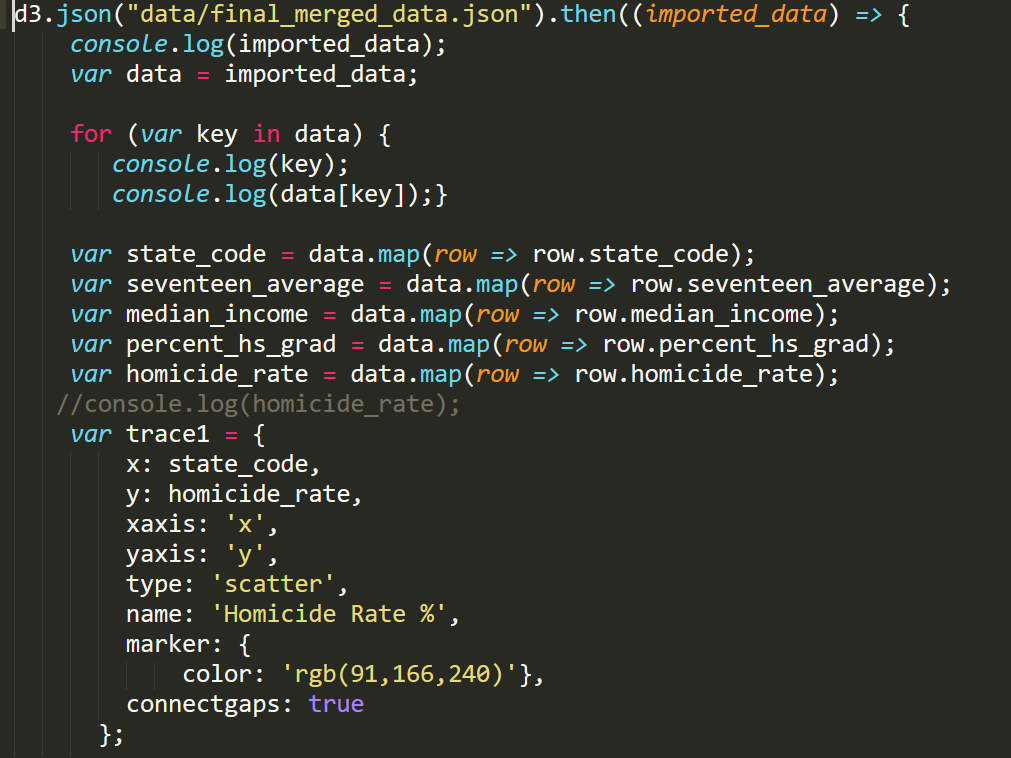 d3.json("data/final_merged_data.json").then((imported_data) => {
    console.log(imported_data);
    var data = imported_data;

    for (var key in data) {
       console.log(key);
       console.log(data[key]);}

    var state_code = data.map(row => row.state_code);
    var seventeen_average = data.map(row => row.seventeen_average);
    var median_income = data.map(row => row.median_income);
    var percent_hs_grad = data.map(row => row.percent_hs_grad);
    var homicide_rate = data.map(row => row.homicide_rate);
   //console.log(homicide_rate);
    var trace1 = {
        x: state_code,
        y: homicide_rate,
        xaxis: 'x',
        yaxis: 'y',
        type: 'scatter',
        name: 'Homicide Rate %',
        marker: {
            color: 'rgb(91,166,240)'},
        connectgaps: true
      };